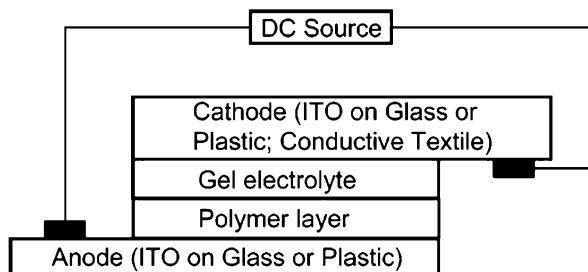 DC Source
Cathode (ITO on Glass or
Plastic; Conductive Textile)
Gel electrolyte
Polymer layer
Anode (ITO on Glass or Plastic)